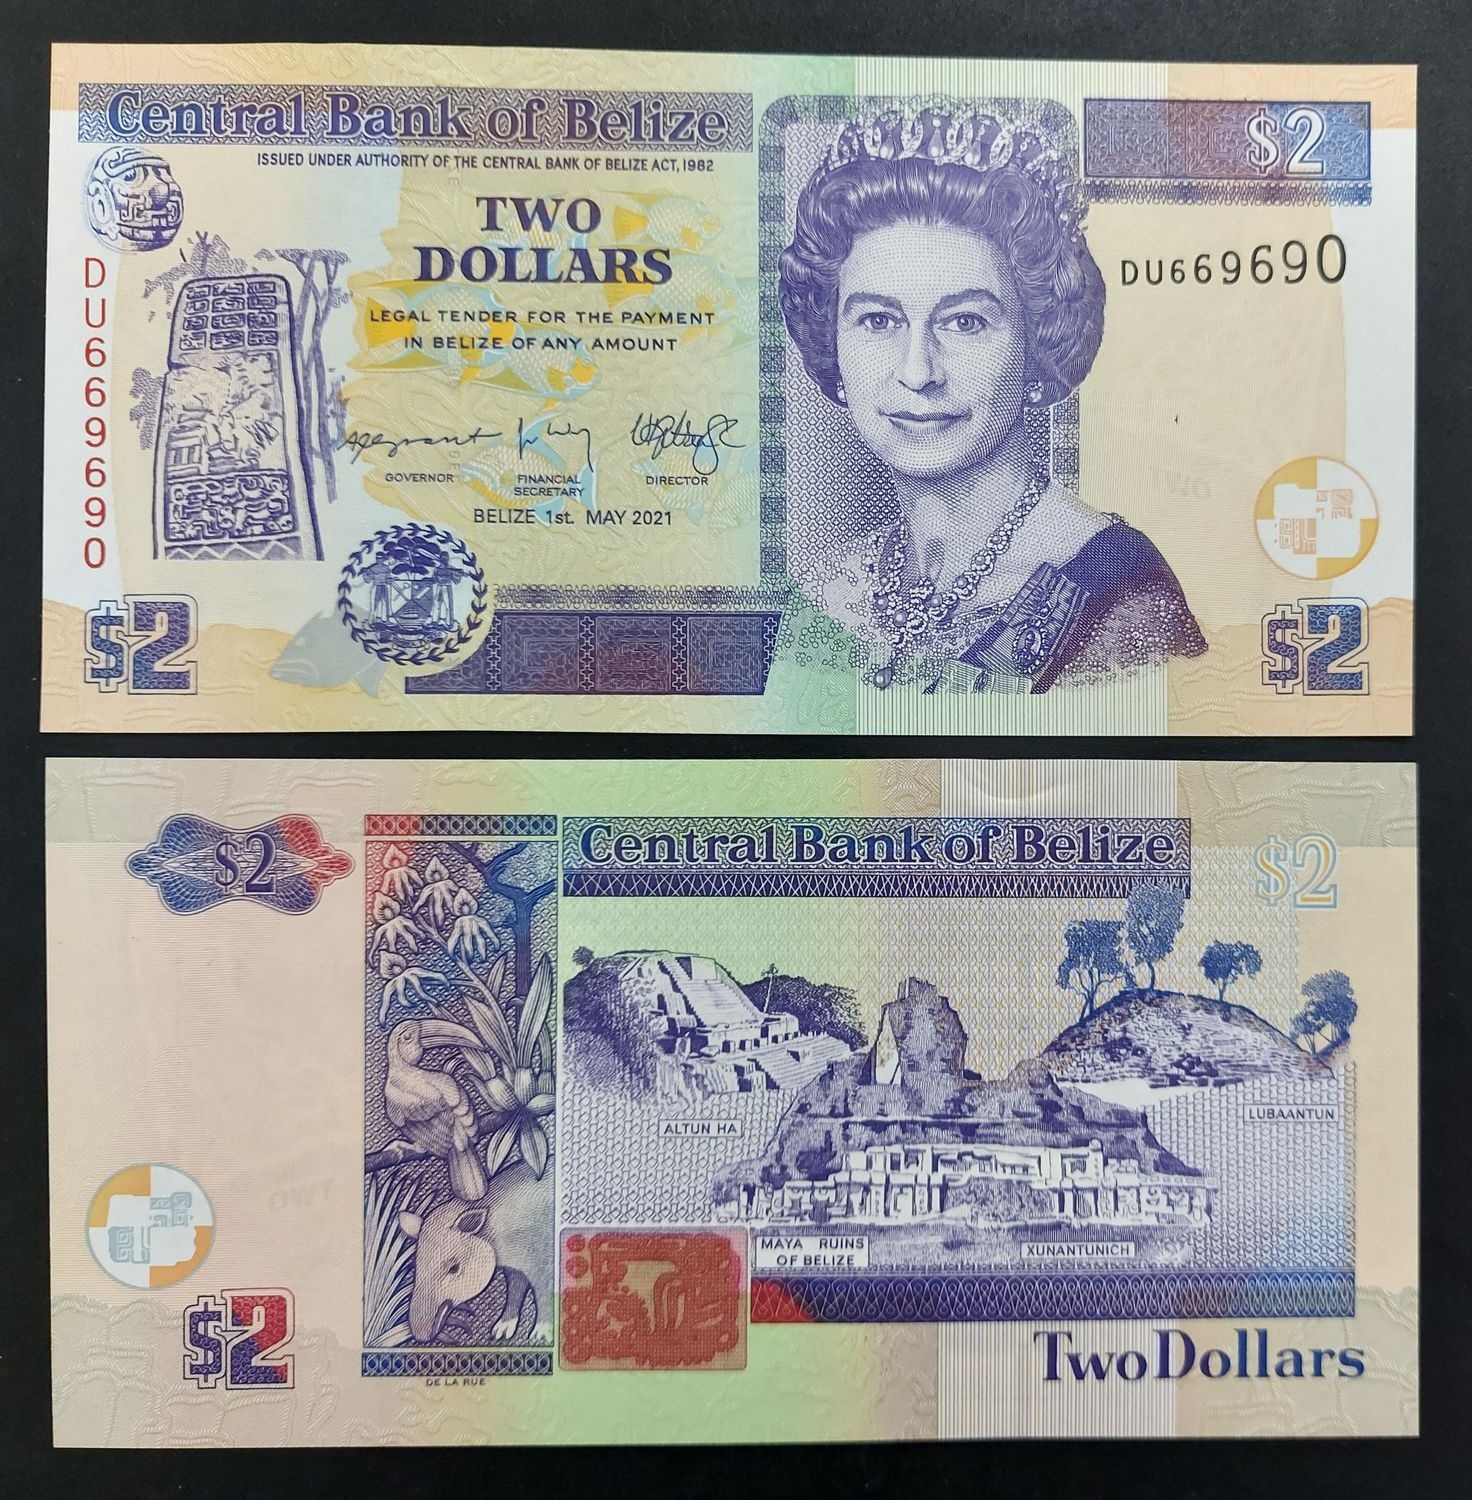 Central Bank of Belize
$2
ISSUED UNDER AUTHORITY OF THE CENTRAL BANK OF BELIZE ACT, 1982
TWO
DOLLARS
DU669690
DU669690
LEGAL TENDER FOR THE PAYMENT
IN BELIZE OF ANY AMOUNT
GOVERNOR
FINANCIAL
SECRETARY
DIRECTOR
BELIZE 1st. MAY 2021
$2
$2
$2
Central Bank of Belize
$2
ALTUN HA
LUBAANTUN
MAYA RUINS
OF BELIZE
XUNANTUNICH
$2
Two Dollars
DE LA RUE